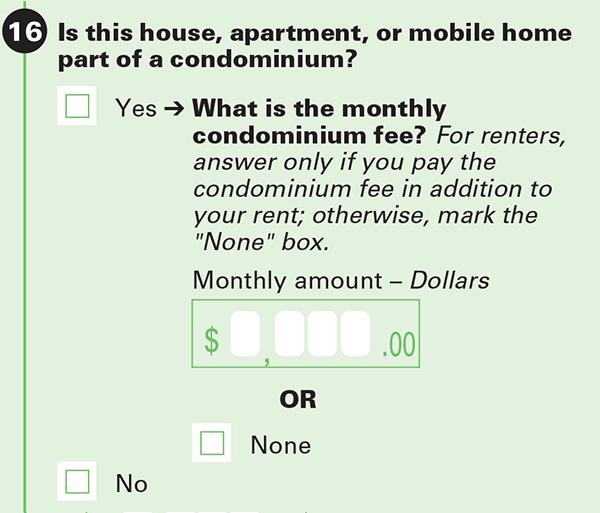 16 Is this house, apartment, or mobile home
part of a condominium?
Yes ➔ What is the monthly
condominium fee? For renters,
answer only if you pay the
condominium fee in addition to
your rent; otherwise, mark the
"None" box.
Monthly amount – Dollars
$ , .00
OR
None
No